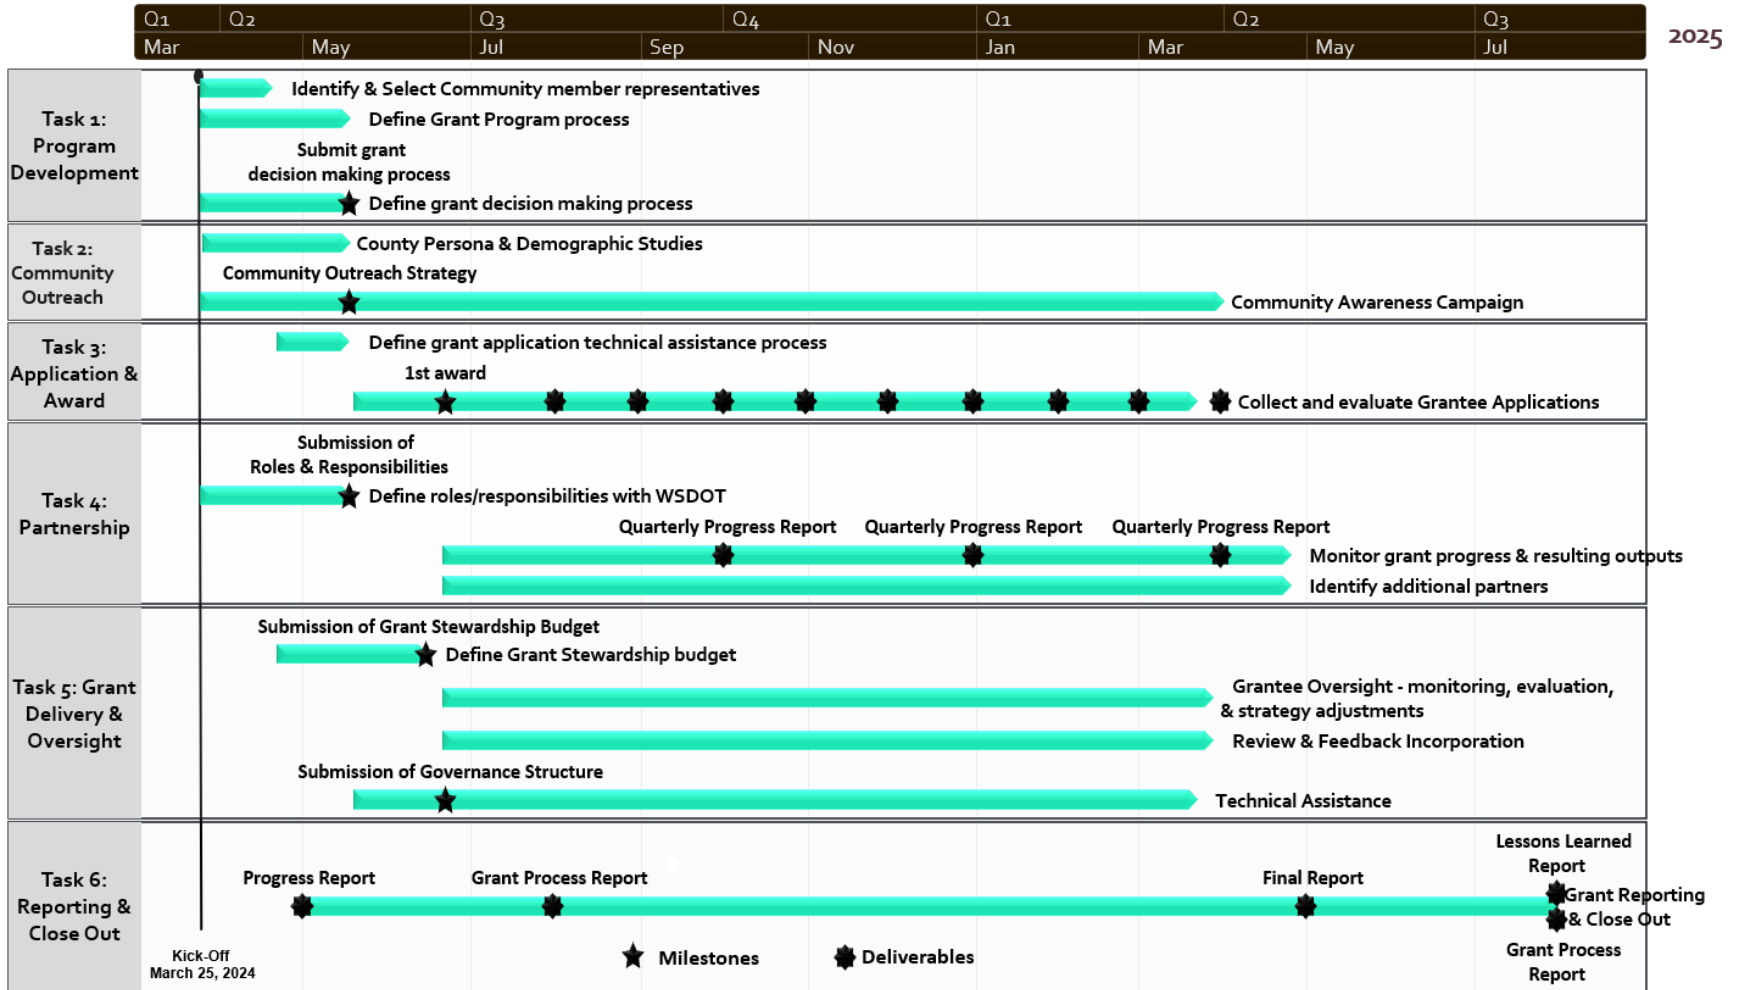 Q1 Q2 Q3 Q4 Q1 Q2 Q3
Mar May Jul Sep Nov Jan Mar May Jul
2025
Task 1:
Program
Development
Identify & Select Community member representatives
Define Grant Program process
Submit grant
decision making process
Define grant decision making process
Task 2:
Community
Outreach
County Persona & Demographic Studies
Community Outreach Strategy
Community Awareness Campaign
Task 3:
Application &
Award
Define grant application technical assistance process
1st award
Collect and evaluate Grantee Applications
Task 4:
Partnership
Submission of
Roles & Responsibilities
Define roles/responsibilities with WSDOT
Quarterly Progress Report Quarterly Progress Report Quarterly Progress Report
Monitor grant progress & resulting outputs
Identify additional partners
Task 5: Grant
Delivery &
Oversight
Submission of Grant Stewardship Budget
Define Grant Stewardship budget
Grantee Oversight - monitoring, evaluation,
& strategy adjustments
Review & Feedback Incorporation
Submission of Governance Structure
Technical Assistance
Task 6:
Reporting &
Close Out
Progress Report Grant Process Report Final Report
Lessons Learned
Report
Grant Reporting
& Close Out
Grant Process
Report
Kick-Off
March 25, 2024
Milestones Deliverables